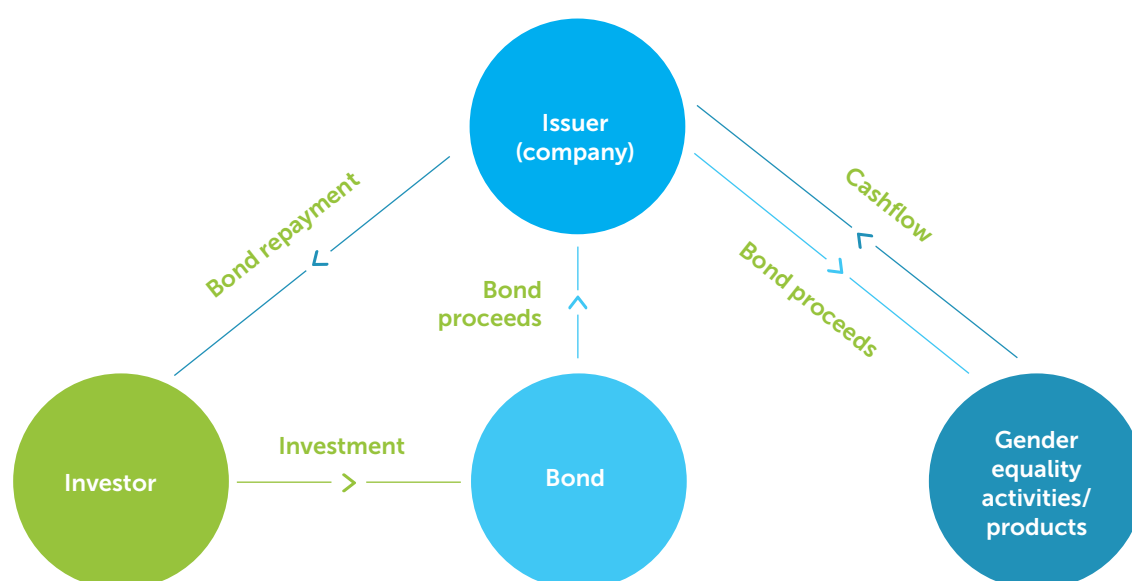 Issuer
(company)
Bond repayment
Cashflow
Bond proceeds
Bond
proceeds
Investor
Investment
Bond
Gender
equality
activities/
products